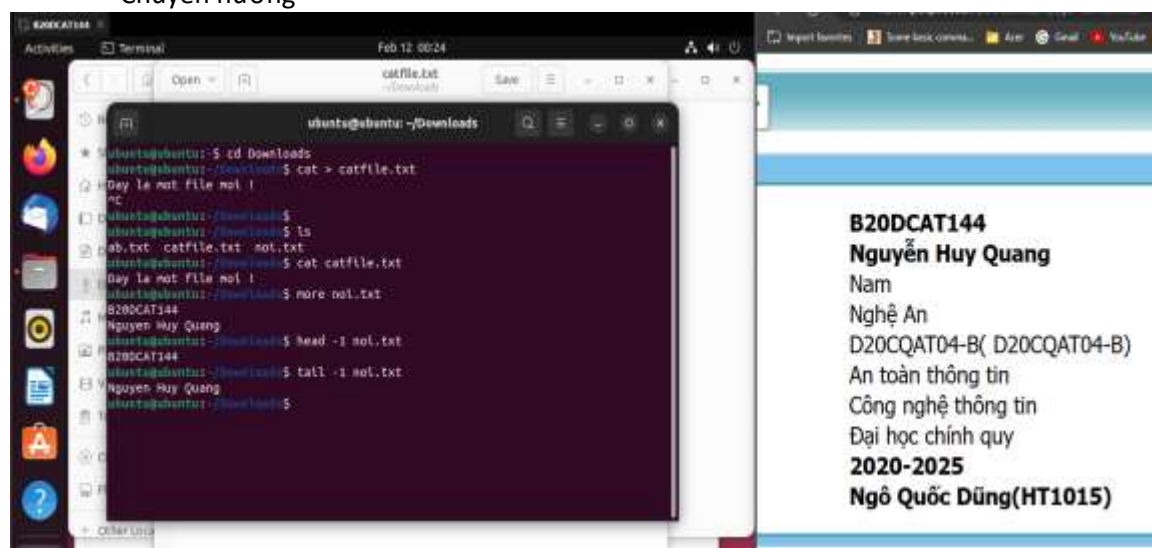 Chuyển hướng
B20DCAT144
Activities Terminal Feb 12 00:24
Import favorites Some basic comma... Acer Gmail YouTube
Open catfile.txt Save
~/Downloads
ubuntu@ubuntu: ~/Downloads
ubuntu@ubuntu:~$ cd Downloads
ubuntu@ubuntu:~/Downloads$ cat > catfile.txt
Day la mot file moi !
^C
ubuntu@ubuntu:~/Downloads$
ubuntu@ubuntu:~/Downloads$ ls
ab.txt catfile.txt noi.txt
ubuntu@ubuntu:~/Downloads$ cat catfile.txt
Day la mot file moi !
ubuntu@ubuntu:~/Downloads$ more noi.txt
B20DCAT144
Nguyen Huy Quang
ubuntu@ubuntu:~/Downloads$ head -1 noi.txt
B20DCAT144
ubuntu@ubuntu:~/Downloads$ tail -1 noi.txt
Nguyen Huy Quang
ubuntu@ubuntu:~/Downloads$
+ Other Loca
B20DCAT144
Nguyễn Huy Quang
Nam
Nghệ An
D20CQAT04-B( D20CQAT04-B)
An toàn thông tin
Công nghệ thông tin
Đại học chính quy
2020-2025
Ngô Quốc Dũng(HT1015)